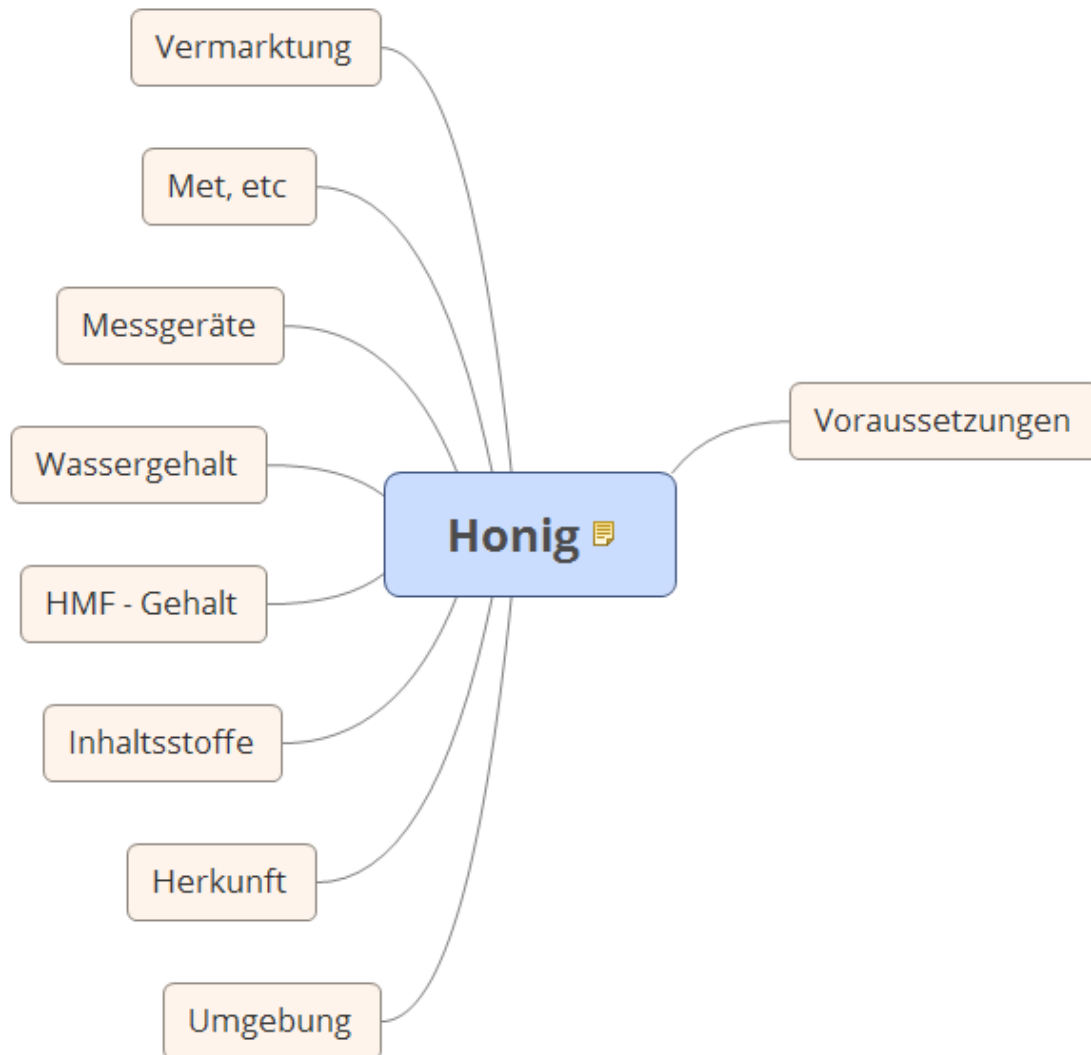 Vermarktung
Met, etc
Messgeräte
Voraussetzungen
Wassergehalt
Honig
HMF - Gehalt
Inhaltsstoffe
Herkunft
Umgebung